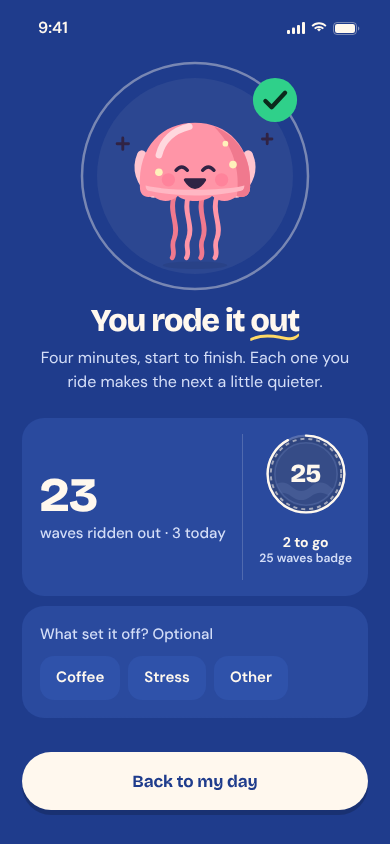 9:41
You rode it out
Four minutes, start to finish. Each one you
ride makes the next a little quieter.
23
waves ridden out · 3 today
25
2 to go
25 waves badge
What set it off? Optional
Coffee
Stress
Other
Back to my day